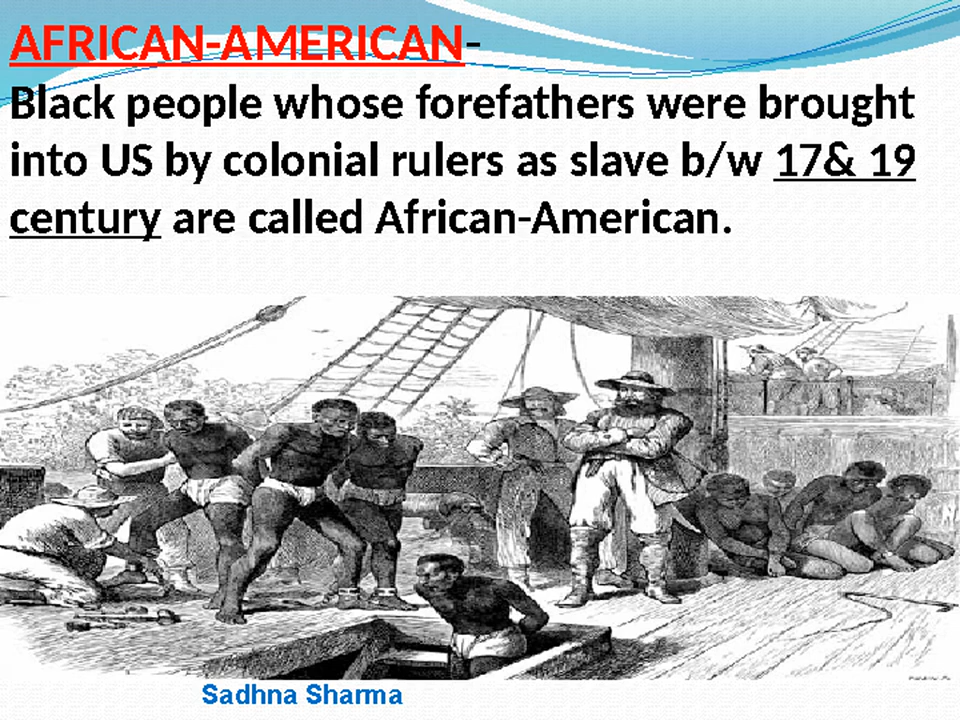 AFRICAN-AMERICAN-
Black people whose forefathers were brought
into US by colonial rulers as slave b/w 17& 19
century are called African-American.
Sadhna Sharma